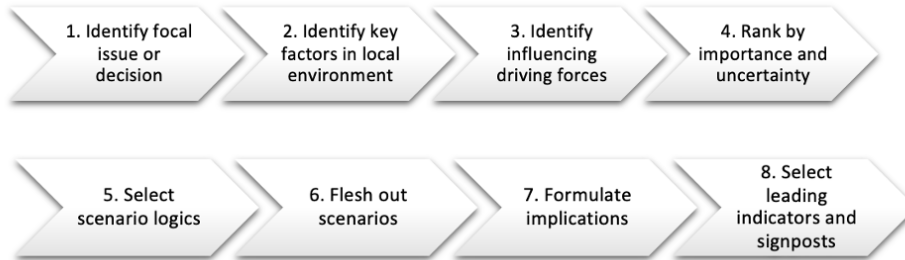 1. Identify focal
issue or
decision
2. Identify key
factors in local
environment
3. Identify
influencing
driving forces
4. Rank by
importance and
uncertainty
5. Select
scenario logics
6. Flesh out
scenarios
7. Formulate
implications
8. Select
leading
indicators and
signposts